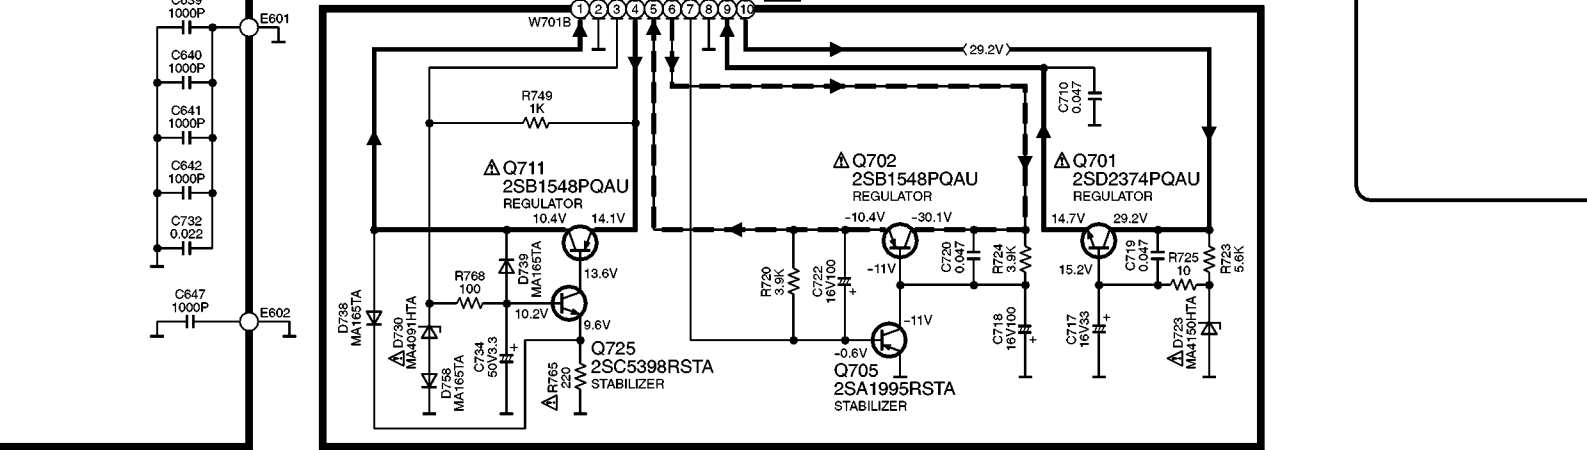 C639
1000P
E601
C640
1000P
C641
1000P
C642
1000P
C732
0.022
C647
1000P
E602
W701B
1 2 3 4 5 6 7 8 9 10
(29.2V)
R749
1K
C710
0.047
Q711
2SB1548PQAU
REGULATOR
10.4V
14.1V
Q702
2SB1548PQAU
REGULATOR
-10.4V
-30.1V
Q701
2SD2374PQAU
REGULATOR
14.7V
29.2V
D739
MA165TA
13.6V
R768
100
10.2V
9.6V
D738
MA165TA
D730
MA4091HTA
D758
MA165TA
C734
50V3.3
+
R765
220
Q725
2SC5398RSTA
STABILIZER
R720
3.9K
C722
16V100
+
-11V
C720
0.047
R724
3.9K
-11V
-0.6V
Q705
2SA1995RSTA
STABILIZER
C718
16V100
+
15.2V
C719
0.047
R725
10
R723
5.6K
C717
16V33
+
D723
MA4150HTA